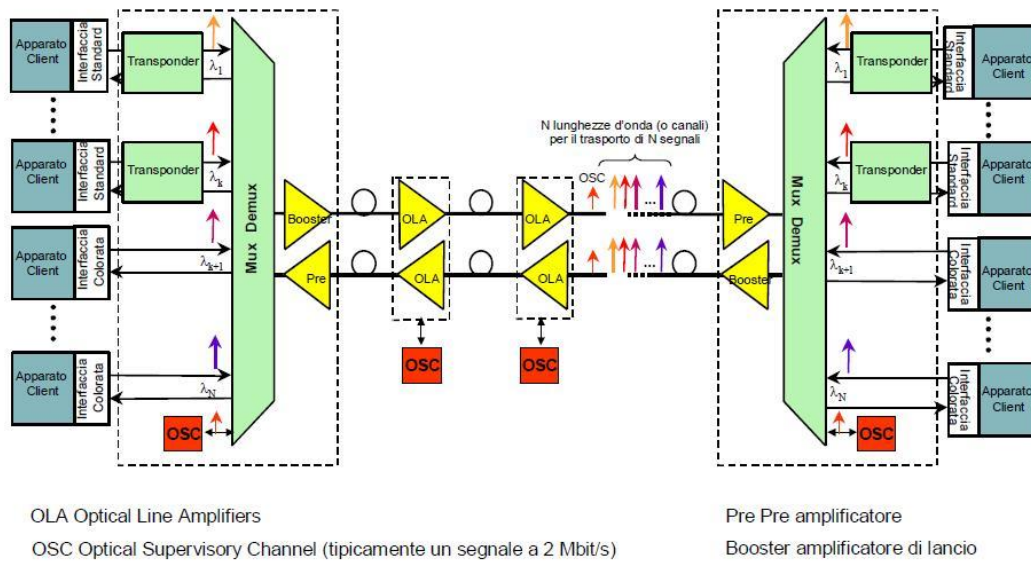 Apparato
Client
Interfaccia
Standard
Transponder
λ1
Apparato
Client
Interfaccia
Standard
Transponder
λk
Apparato
Client
Interfaccia
Colorata
λk+1
Apparato
Client
Interfaccia
Colorata
λN
OSC
Mux Demux
Booster
Pre
OLA
OLA
OSC
OLA
OLA
OSC
N lunghezze d'onda (o canali)
per il trasporto di N segnali
OSC
...
...
Pre
Booster
Mux Demux
λ1
Transponder
Interfaccia
Standard
Apparato
Client
λk
Transponder
Interfaccia
Standard
Apparato
Client
λk+1
Interfaccia
Colorata
Apparato
Client
λN
Interfaccia
Colorata
Apparato
Client
OSC
OLA Optical Line Amplifiers
OSC Optical Supervisory Channel (tipicamente un segnale a 2 Mbit/s)
Pre Pre amplificatore
Booster amplificatore di lancio